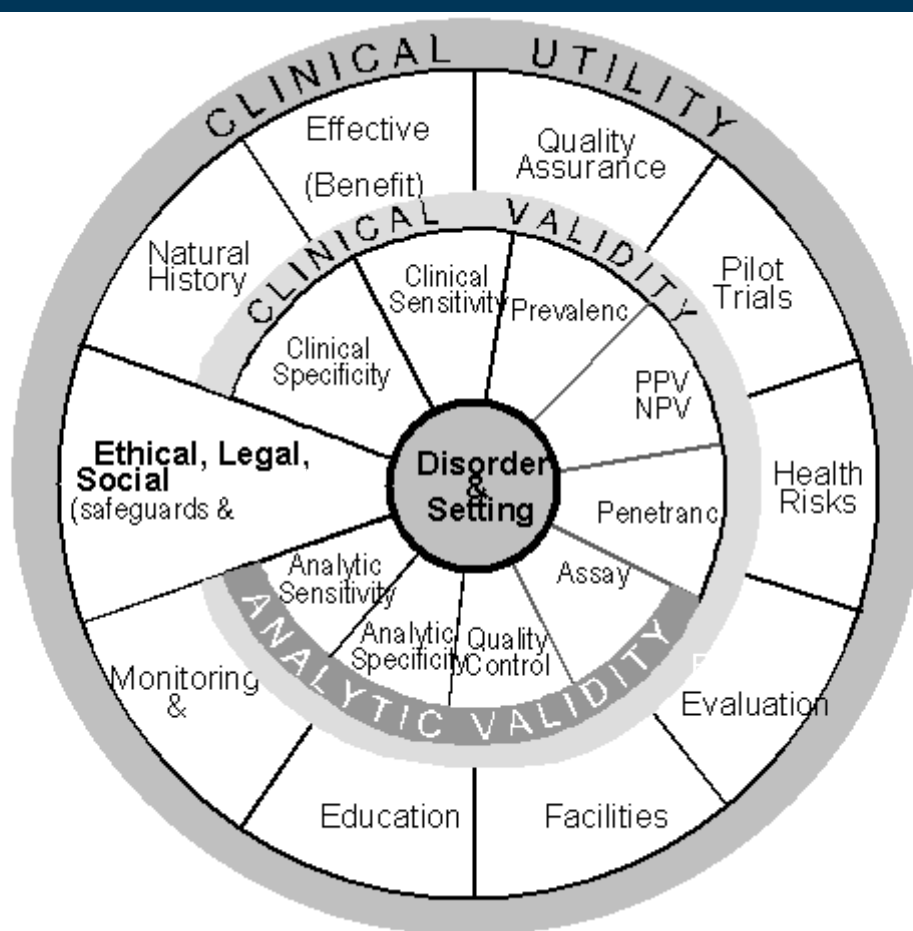 CLINICAL UTILITY
Effective
(Benefit)
Quality
Assurance
Natural
History
Pilot
Trials
CLINICAL VALIDITY
Clinical
Sensitivity
Prevalenc
Clinical
Specificity
PPV
NPV
Ethical, Legal,
Social
(safeguards &
Disorder
&
Setting
Health
Risks
Penetranc
Analytic
Sensitivity
Assay
Analytic
Specificity
Quality
Control
ANALYTIC VALIDITY
Monitoring
&
Evaluation
Education
Facilities